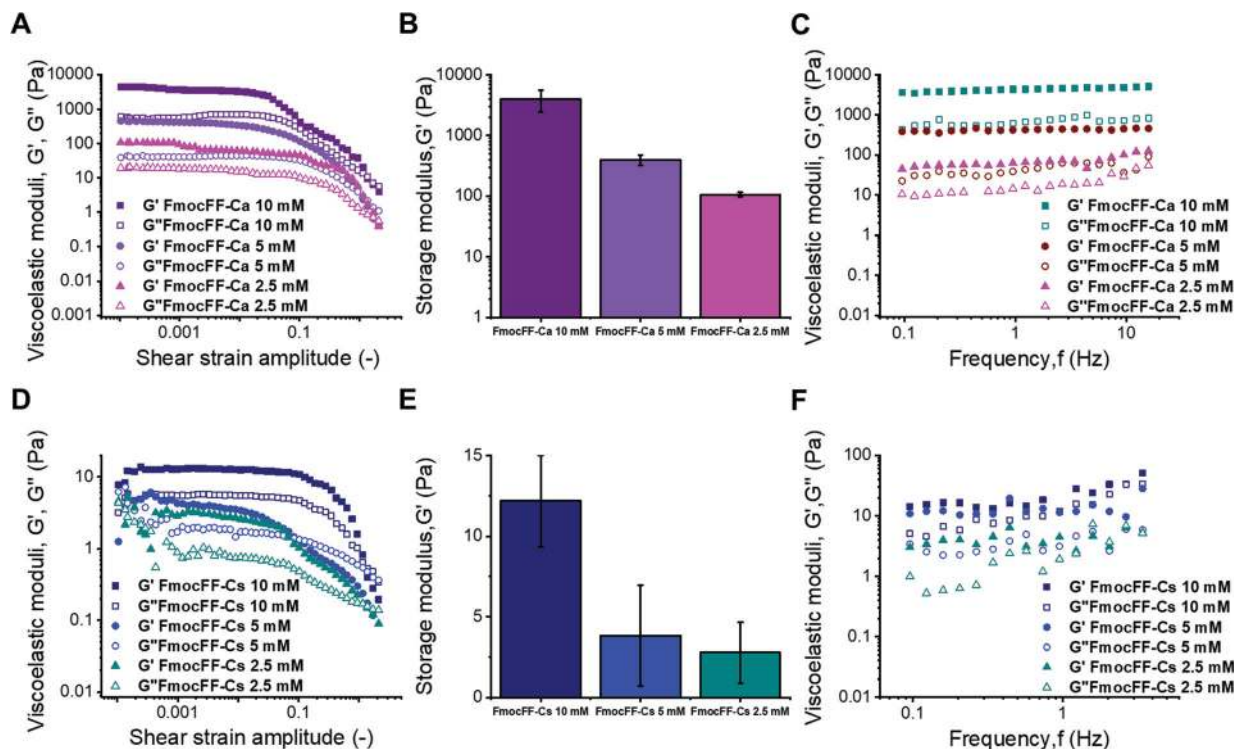 A
Viscoelastic moduli, G', G" (Pa)
10000
1000
100
10
1
0.1
0.01
0.001
G' FmocFF-Ca 10 mM
G"FmocFF-Ca 10 mM
G' FmocFF-Ca 5 mM
G"FmocFF-Ca 5 mM
G' FmocFF-Ca 2.5 mM
G"FmocFF-Ca 2.5 mM
0.001
0.1
Shear strain amplitude (-)
B
Storage modulus,G' (Pa)
10000
1000
100
10
1
FmocFF-Ca 10 mM
FmocFF-Ca 5 mM
FmocFF-Ca 2.5 mM
C
Viscoelastic moduli, G',G" (Pa)
10000
1000
100
10
1
0.1
0.01
G' FmocFF-Ca 10 mM
G"FmocFF-Ca 10 mM
G' FmocFF-Ca 5 mM
G"FmocFF-Ca 5 mM
G' FmocFF-Ca 2.5 mM
G"FmocFF-Ca 2.5 mM
0.1
1
10
Frequency,f (Hz)
D
Viscoelastic moduli, G', G" (Pa)
10
1
0.1
0.01
G' FmocFF-Cs 10 mM
G"FmocFF-Cs 10 mM
G' FmocFF-Cs 5 mM
G"FmocFF-Cs 5 mM
G' FmocFF-Cs 2.5 mM
G"FmocFF-Cs 2.5 mM
0.001
0.1
Shear strain amplitude (-)
E
Storage modulus,G' (Pa)
15
10
5
0
FmocFF-Cs 10 mM
FmocFF-Cs 5 mM
FmocFF-Cs 2.5 mM
F
Viscoelastic moduli, G',G" (Pa)
100
10
1
0.1
0.01
G' FmocFF-Cs 10 mM
G"FmocFF-Cs 10 mM
G' FmocFF-Cs 5 mM
G"FmocFF-Cs 5 mM
G' FmocFF-Cs 2.5 mM
G"FmocFF-Cs 2.5 mM
0.1
1
Frequency,f (Hz)